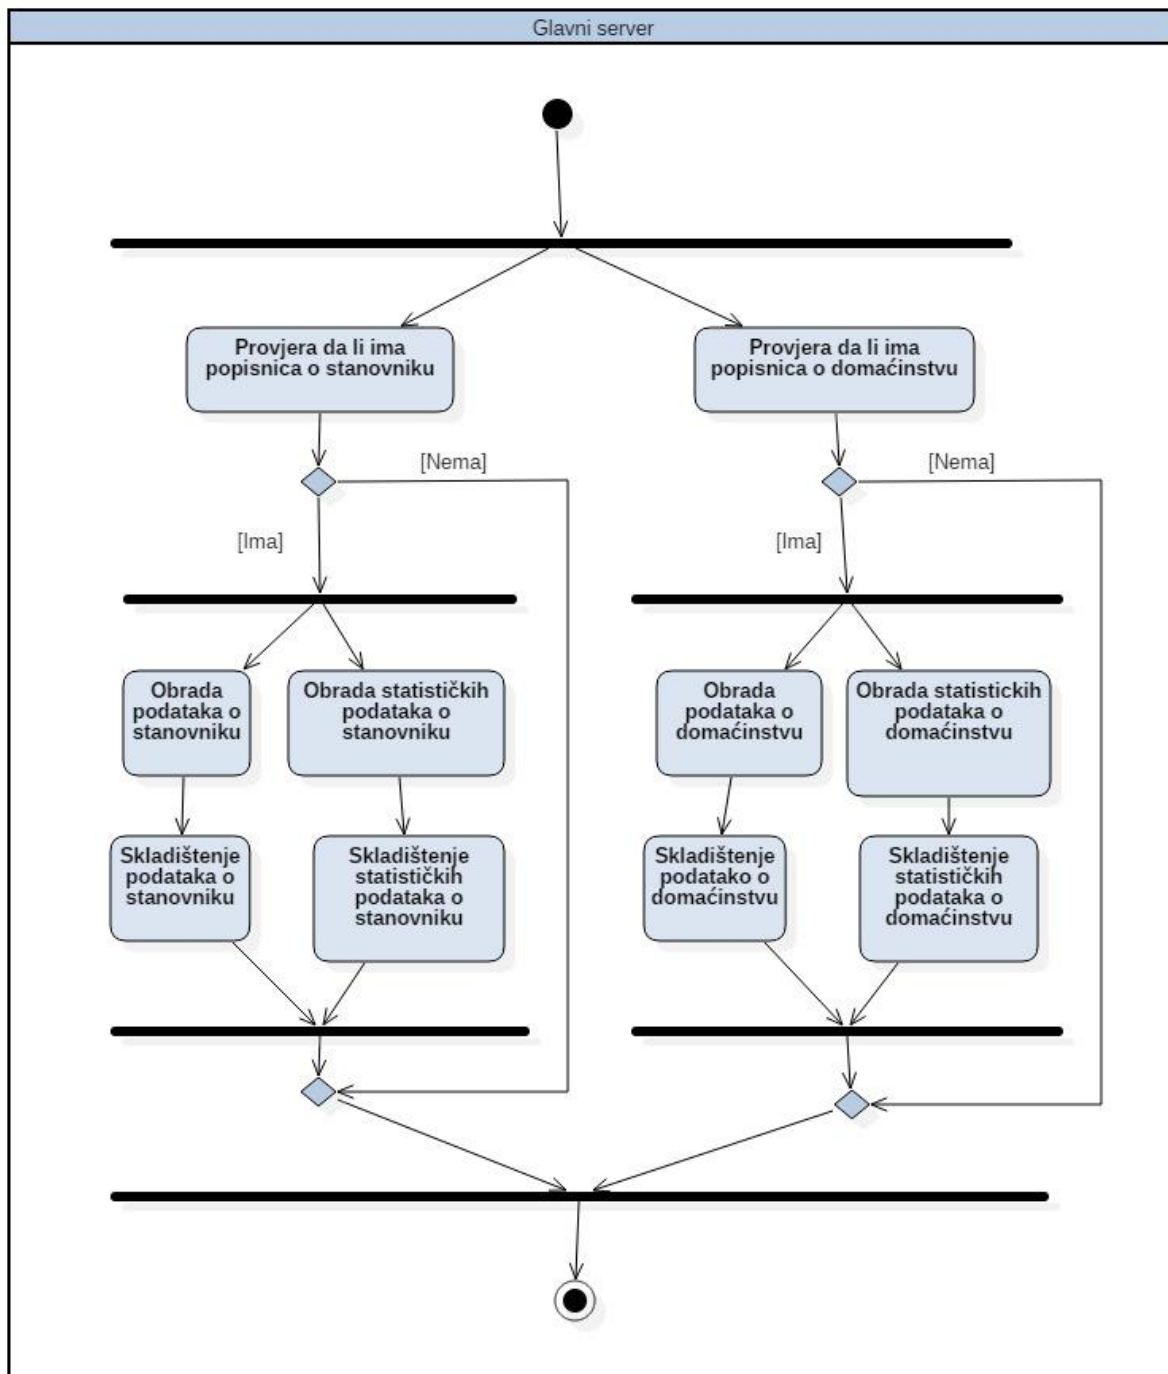 Glavni server
Provjera da li ima
popisnica o stanovniku
Provjera da li ima
popisnica o domaćinstvu
[Nema]
[Nema]
[Ima]
[Ima]
Obrada
podataka o
stanovniku
Obrada statističkih
podataka o
stanovniku
Obrada
podataka o
domaćinstvu
Obrada statistickih
podataka o
domaćinstvu
Skladištenje
podataka o
stanovniku
Skladištenje
statističkih
podataka o
stanovniku
Skladištenje
podatako o
domaćinstvu
Skladištenje
statističkih
podataka o
domaćinstvu